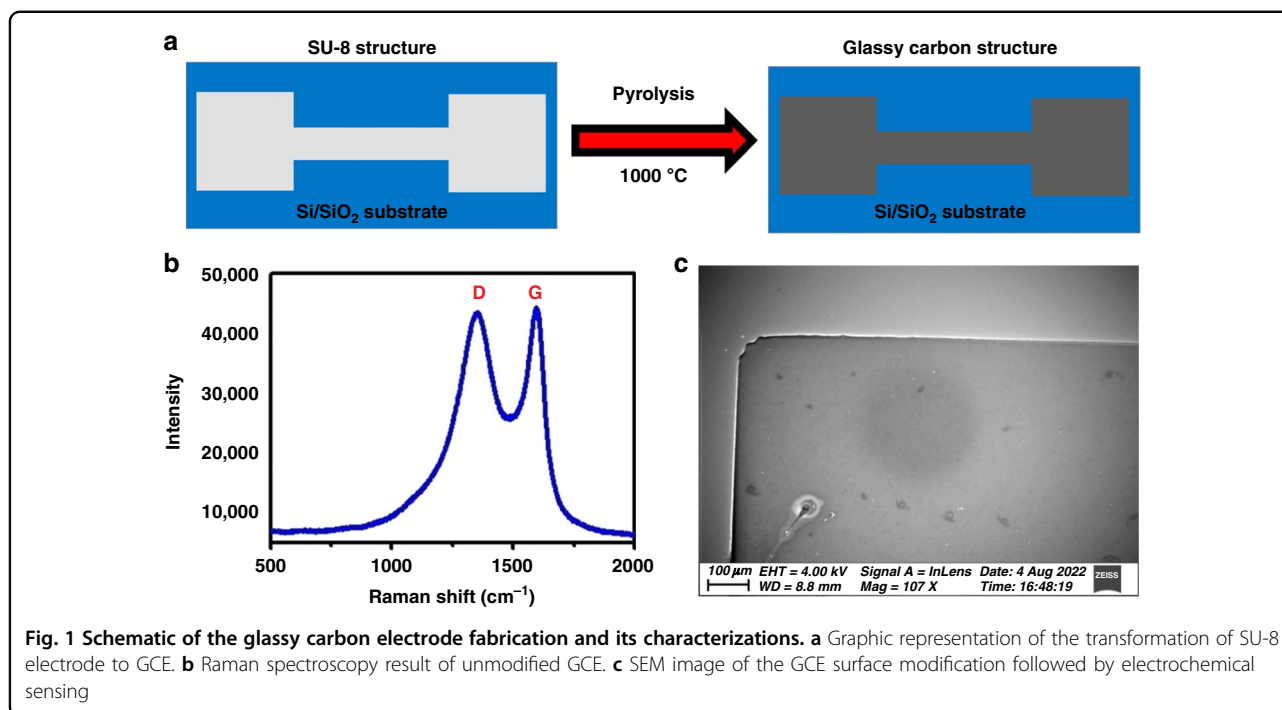 a
SU-8 structure
Glassy carbon structure
Pyrolysis
1000 °C
Si/SiO₂ substrate
Si/SiO₂ substrate
b
50,000
40,000
30,000
20,000
10,000
Intensity
D
G
500
1000
1500
2000
Raman shift (cm⁻¹)
c
100 µm EHT = 4.00 kV Signal A = InLens Date: 4 Aug 2022
WD = 8.8 mm Mag = 107 X Time: 16:48:19
ZEISS
Fig. 1 Schematic of the glassy carbon electrode fabrication and its characterizations. a Graphic representation of the transformation of SU-8
electrode to GCE. b Raman spectroscopy result of unmodified GCE. c SEM image of the GCE surface modification followed by electrochemical
sensing